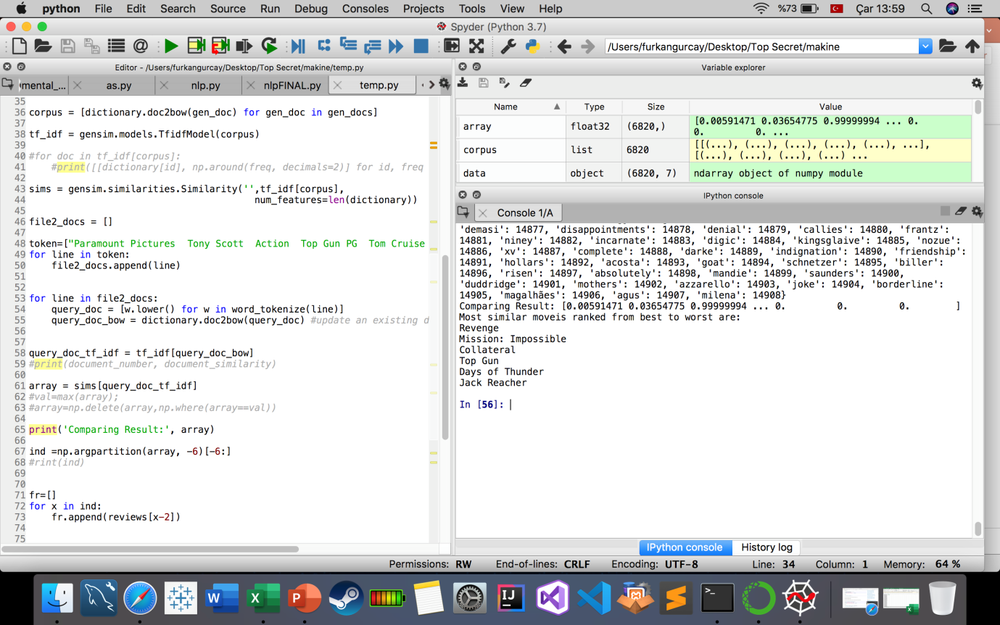 python File Edit Search Source Run Debug Consoles Projects Tools View Help %73 Çar 13:59
Spyder (Python 3.7)
/Users/furkangurcay/Desktop/Top Secret/makine
Editor - /Users/furkangurcay/Desktop/Top Secret/makine/temp.py
mental_... as.py nlp.py nlpFINAL.py temp.py
35
36 corpus = [dictionary.doc2bow(gen_doc) for gen_doc in gen_docs]
37
38 tf_idf = gensim.models.TfidfModel(corpus)
39
40 #for doc in tf_idf[corpus]:
41 #print([[dictionary[id], np.around(freq, decimals=2)] for id, freq
42
43 sims = gensim.similarities.Similarity('',tf_idf[corpus],
44 num_features=len(dictionary))
45
46 file2_docs = []
47
48 token=["Paramount Pictures  Tony Scott  Action  Top Gun PG  Tom Cruise
49 for line in token:
50 file2_docs.append(line)
51
52
53 for line in file2_docs:
54 query_doc = [w.lower() for w in word_tokenize(line)]
55 query_doc_bow = dictionary.doc2bow(query_doc) #update an existing d
56
57
58 query_doc_tf_idf = tf_idf[query_doc_bow]
59 #print(document_number, document_similarity)
60
61 array = sims[query_doc_tf_idf]
62 #val=max(array);
63 #array=np.delete(array,np.where(array==val))
64
65 print('Comparing Result:', array)
66
67 ind =np.argpartition(array, -6)[-6:]
68 #rint(ind)
69
70
71 fr=[]
72 for x in ind:
73 fr.append(reviews[x-2])
74
75
Variable explorer
Name Type Size Value
array float32 (6820,) [0.00591471 0.03654775 0.99999994 ... 0.
0. 0. ...
corpus list 6820 [[(...), (...), (...), (...), (...), ...],
[(...), (...), (...), (...) ...
data object (6820, 7) ndarray object of numpy module
IPython console
Console 1/A
'demasi': 14877, 'disappointments': 14878, 'denial': 14879, 'callies': 14880, 'frantz':
14881, 'niney': 14882, 'incarnate': 14883, 'digic': 14884, 'kingsglaive': 14885, 'nozue':
14886, 'xv': 14887, 'complete': 14888, 'darke': 14889, 'indignation': 14890, 'friendship':
14891, 'hollars': 14892, 'acosta': 14893, 'goat': 14894, 'schnetzer': 14895, 'biller':
14896, 'risen': 14897, 'absolutely': 14898, 'mandie': 14899, 'saunders': 14900,
'duddridge': 14901, 'mothers': 14902, 'azzarello': 14903, 'joke': 14904, 'borderline':
14905, 'magalhães': 14906, 'agus': 14907, 'milena': 14908}
Comparing Result: [0.00591471 0.03654775 0.99999994 ... 0. 0. 0. ]
Most similar moveis ranked from best to worst are:
Revenge
Mission: Impossible
Collateral
Top Gun
Days of Thunder
Jack Reacher
In [56]:
IPython console History log
Permissions: RW End-of-lines: CRLF Encoding: UTF-8 Line: 34 Column: 1 Memory: 64 %